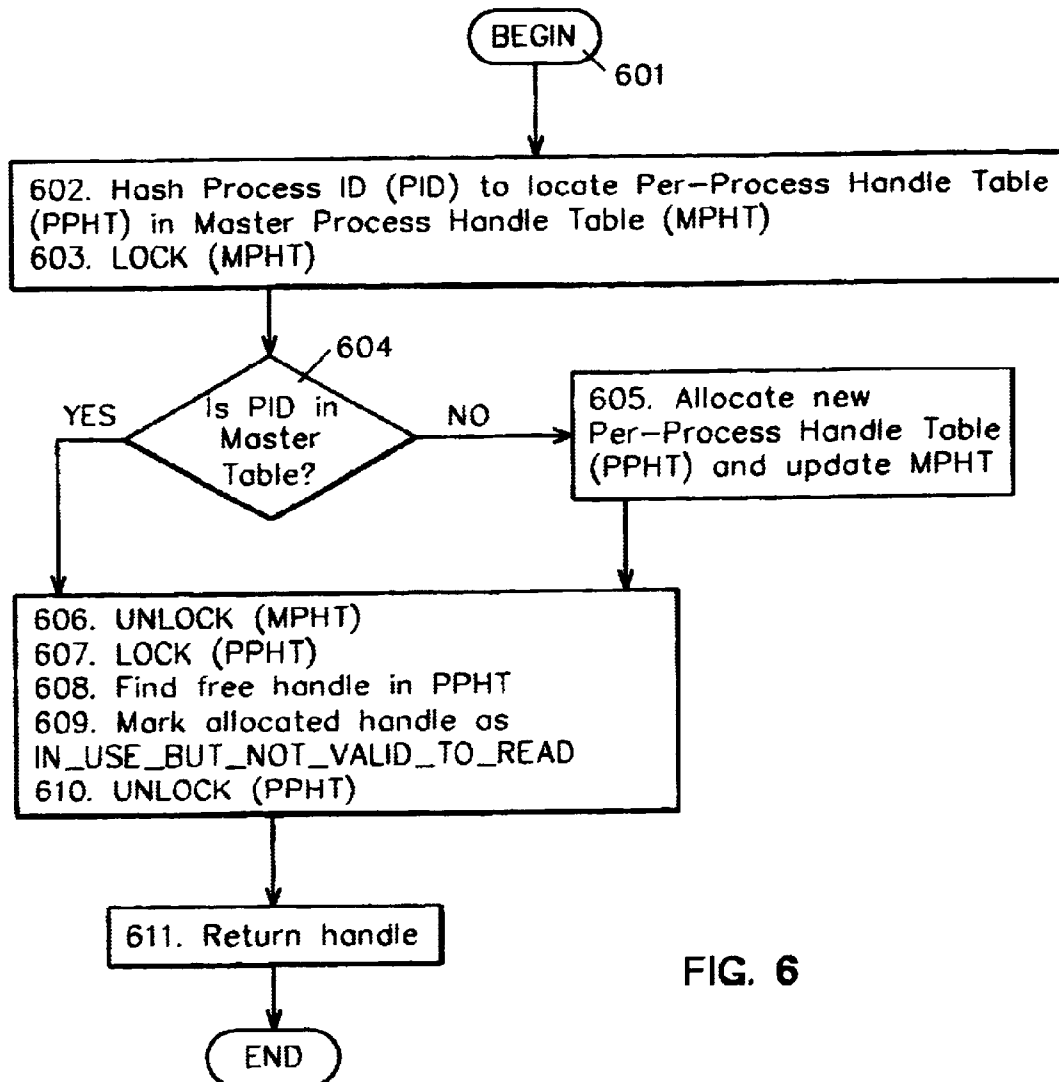 BEGIN
601
602. Hash Process ID (PID) to locate Per-Process Handle Table
(PPHT) in Master Process Handle Table (MPHT)
603. LOCK (MPHT)
604
YES
Is PID in
Master
Table?
NO
605. Allocate new
Per-Process Handle Table
(PPHT) and update MPHT
606. UNLOCK (MPHT)
607. LOCK (PPHT)
608. Find free handle in PPHT
609. Mark allocated handle as
IN_USE_BUT_NOT_VALID_TO_READ
610. UNLOCK (PPHT)
611. Return handle
FIG. 6
END